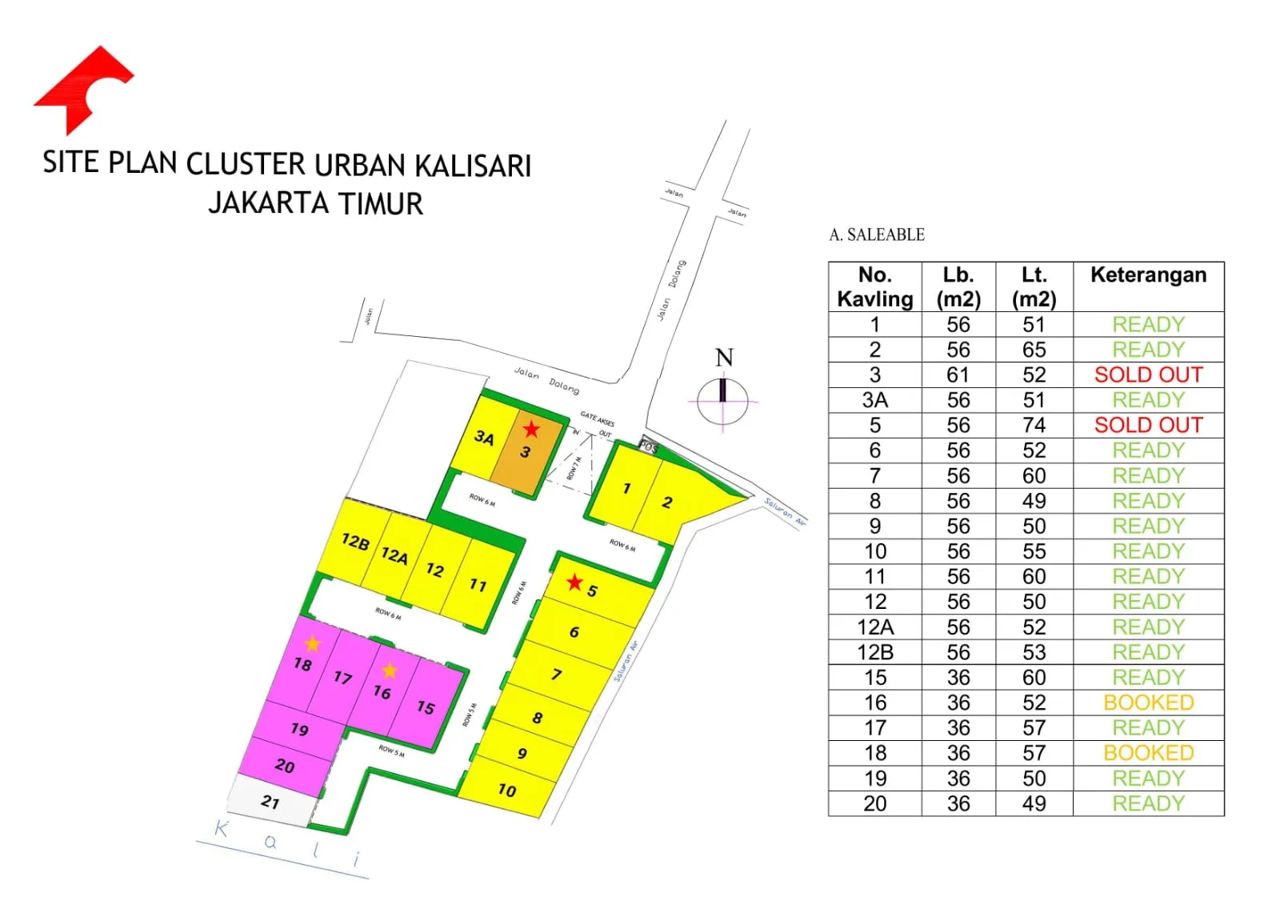 SITE PLAN CLUSTER URBAN KALISARI
JAKARTA TIMUR
Jalan
Jalan
Jalan Dalang
Jalan
Jalan Dalang
N
GATE AKSES
IN
OUT
POS
3A
3
ROW 7 M
1
2
Saluran Air
ROW 6 M
ROW 6 M
12B
12A
12
11
ROW 6 M
5
ROW 6 M
6
Saluran Air
18
17
16
15
7
ROW 5 M
8
19
ROW 5 M
9
20
10
21
Kali
A. SALEABLE
No. Kavling Lb. (m2) Lt. (m2) Keterangan
1 56 51 READY
2 56 65 READY
3 61 52 SOLD OUT
3A 56 51 READY
5 56 74 SOLD OUT
6 56 52 READY
7 56 60 READY
8 56 49 READY
9 56 50 READY
10 56 55 READY
11 56 60 READY
12 56 50 READY
12A 56 52 READY
12B 56 53 READY
15 36 60 READY
16 36 52 BOOKED
17 36 57 READY
18 36 57 BOOKED
19 36 50 READY
20 36 49 READY